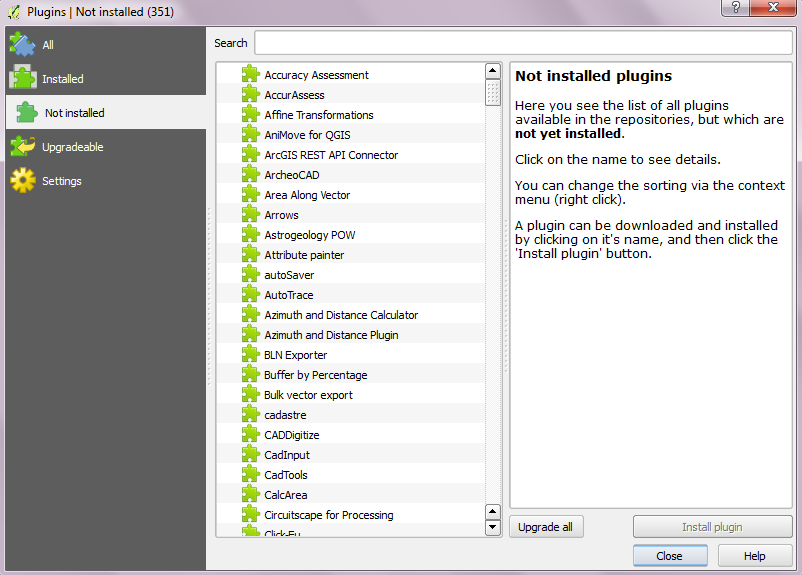 Plugins | Not installed (351)
?
All
Installed
Not installed
Upgradeable
Settings
Search
Accuracy Assessment
AccurAssess
Affine Transformations
AniMove for QGIS
ArcGIS REST API Connector
ArcheoCAD
Area Along Vector
Arrows
Astrogeology POW
Attribute painter
autoSaver
AutoTrace
Azimuth and Distance Calculator
Azimuth and Distance Plugin
BLN Exporter
Buffer by Percentage
Bulk vector export
cadastre
CADDigitize
CadInput
CadTools
CalcArea
Circuitscape for Processing
Click-Fu
Not installed plugins
Here you see the list of all plugins
available in the repositories, but which are
not yet installed.
Click on the name to see details.
You can change the sorting via the context
menu (right click).
A plugin can be downloaded and installed
by clicking on it's name, and then click the
'Install plugin' button.
Upgrade all
Install plugin
Close
Help